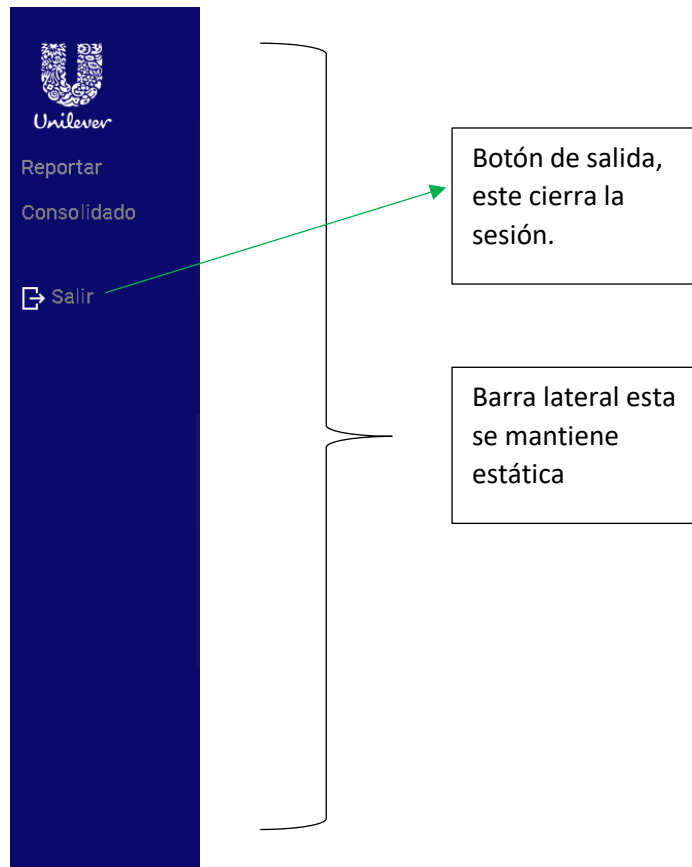 Unilever
Reportar
Consolidado
Salir
Botón de salida,
este cierra la
sesión.
Barra lateral esta
se mantiene
estática